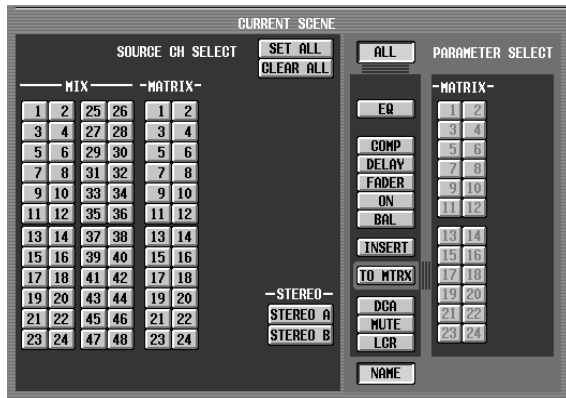 CURRENT SCENE
SOURCE CH SELECT SET ALL ALL PARAMETER SELECT
CLEAR ALL
MIX -MATRIX- -MATRIX-
1 2 25 26 1 2 EQ 1 2
3 4 27 28 3 4 3 4
5 6 29 30 5 6 COMP 5 6
7 8 31 32 7 8 DELAY 7 8
9 10 33 34 9 10 FADER 9 10
11 12 35 36 11 12 ON 11 12
BAL
13 14 37 38 13 14 INSERT 13 14
15 16 39 40 15 16 15 16
17 18 41 42 17 18 TO MTRX 17 18
19 20 43 44 19 20 -STEREO- DCA 19 20
21 22 45 46 21 22 STEREO A MUTE 21 22
23 24 47 48 23 24 STEREO B LCR 23 24
NAME